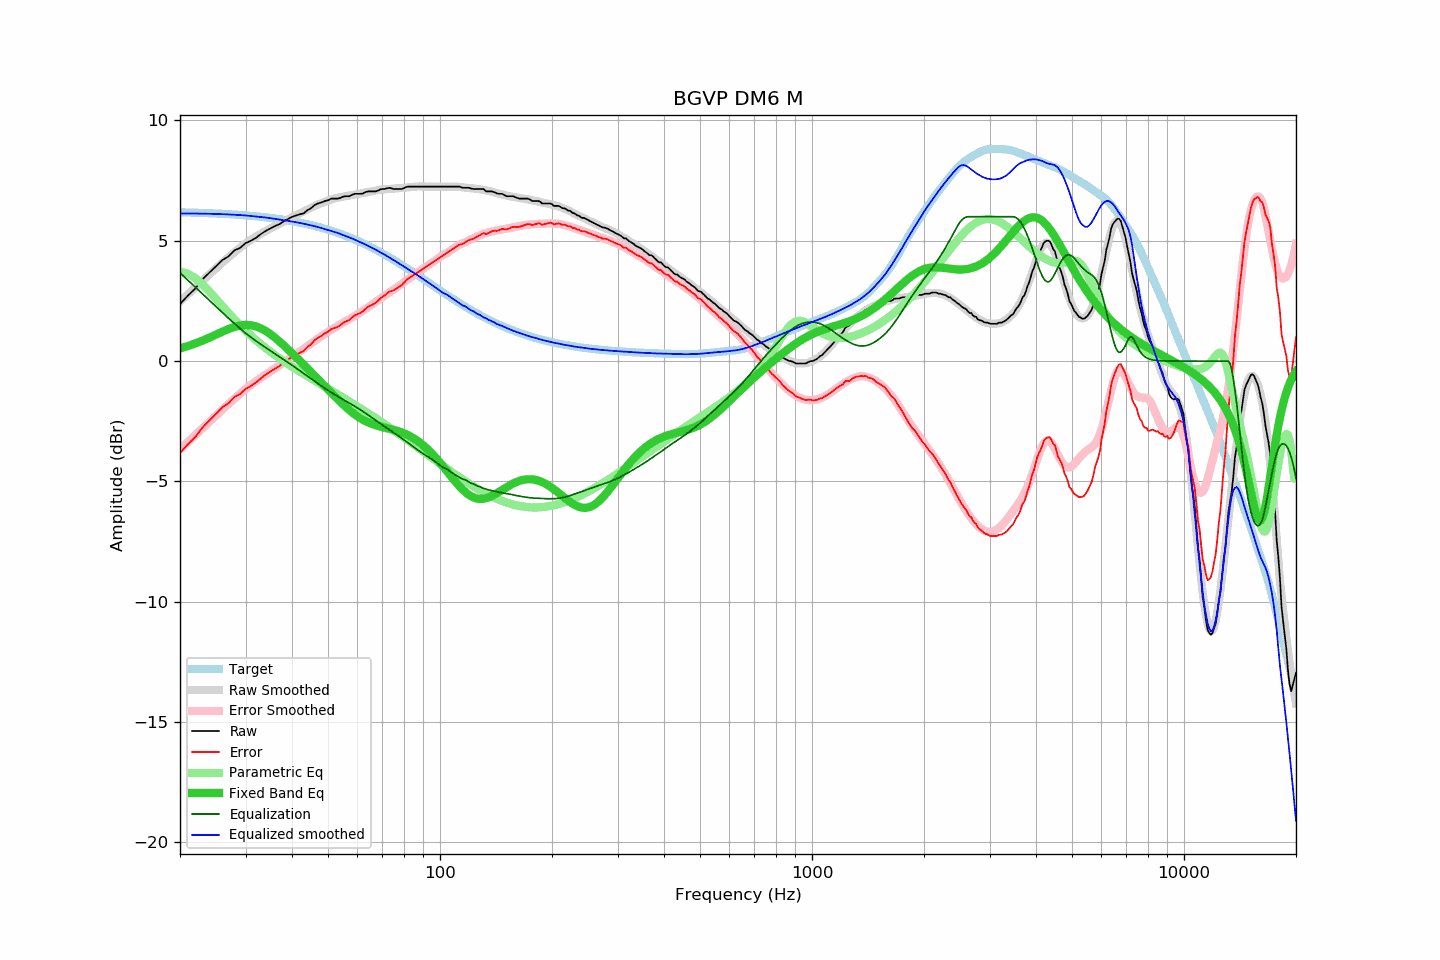 BGVP DM6 M
10
5
0
−5
−10
−15
−20
Amplitude (dBr)
Target
Raw Smoothed
Error Smoothed
Raw
Error
Parametric Eq
Fixed Band Eq
Equalization
Equalized smoothed
100 1000 10000
Frequency (Hz)